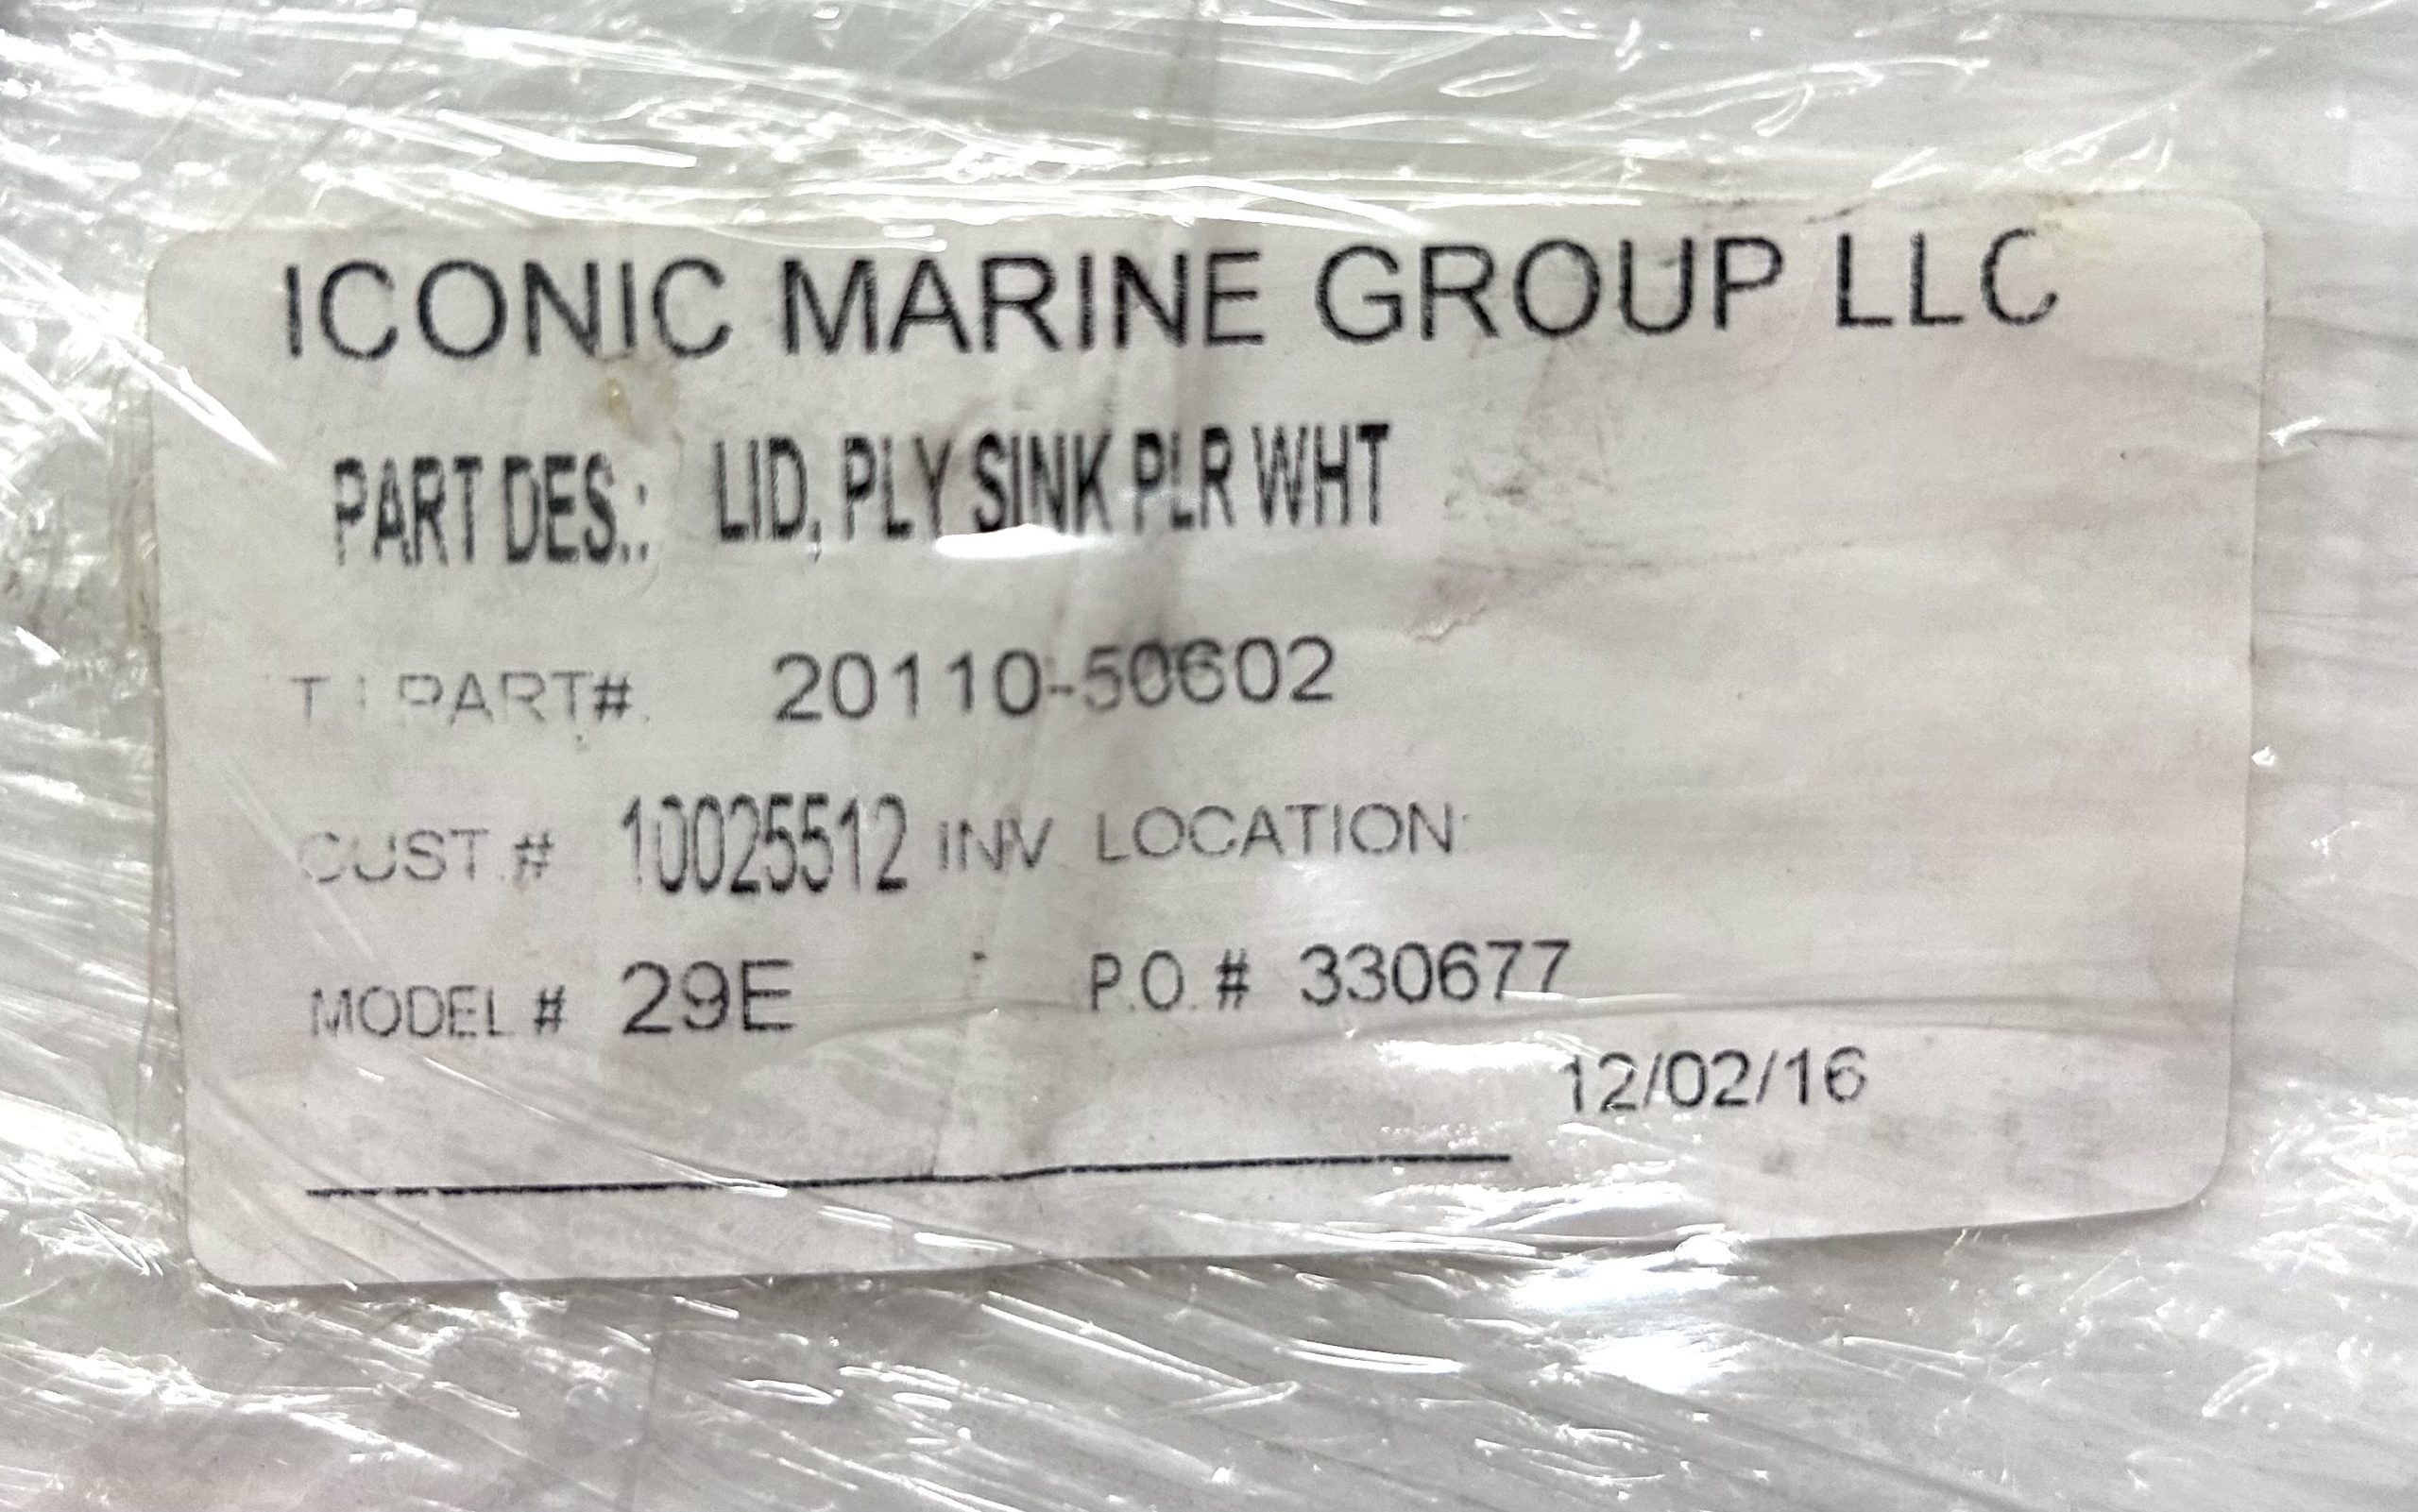 ICONIC MARINE GROUP LLC
PART DES.: LID, PLY SINK PLR WHT
PART#. 20110-50602
CUST.# 10025512 INV LOCATION:
MODEL # 29E P.O. # 330677
12/02/16